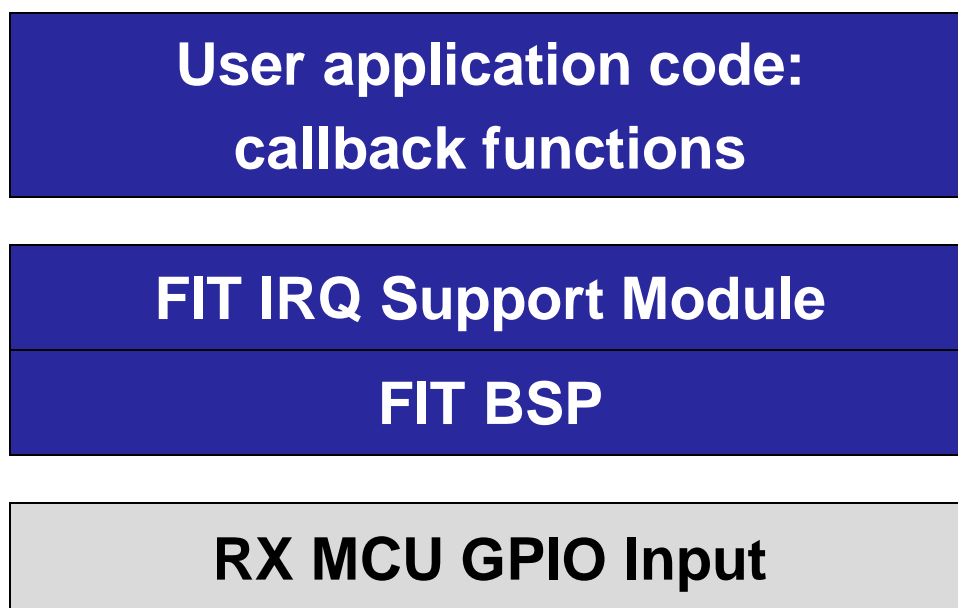 User application code:
callback functions
FIT IRQ Support Module
FIT BSP
RX MCU GPIO Input